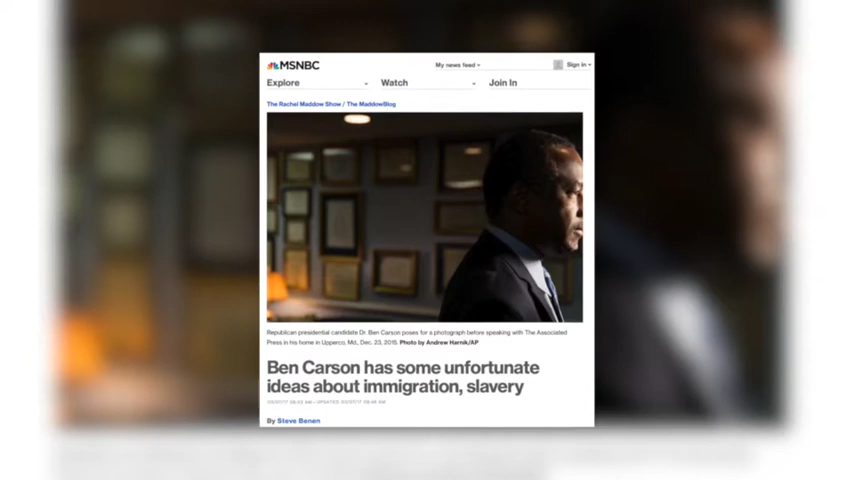 MSNBC
My news feed
Sign in
Explore
Watch
Join In
The Rachel Maddow Show / The MaddowBlog
Republican presidential candidate Dr. Ben Carson poses for a photograph before speaking with The Associated
Press in his home in Upperco, Md., Dec. 23, 2015. Photo by Andrew Harnik/AP
Ben Carson has some unfortunate
ideas about immigration, slavery
By Steve Benen